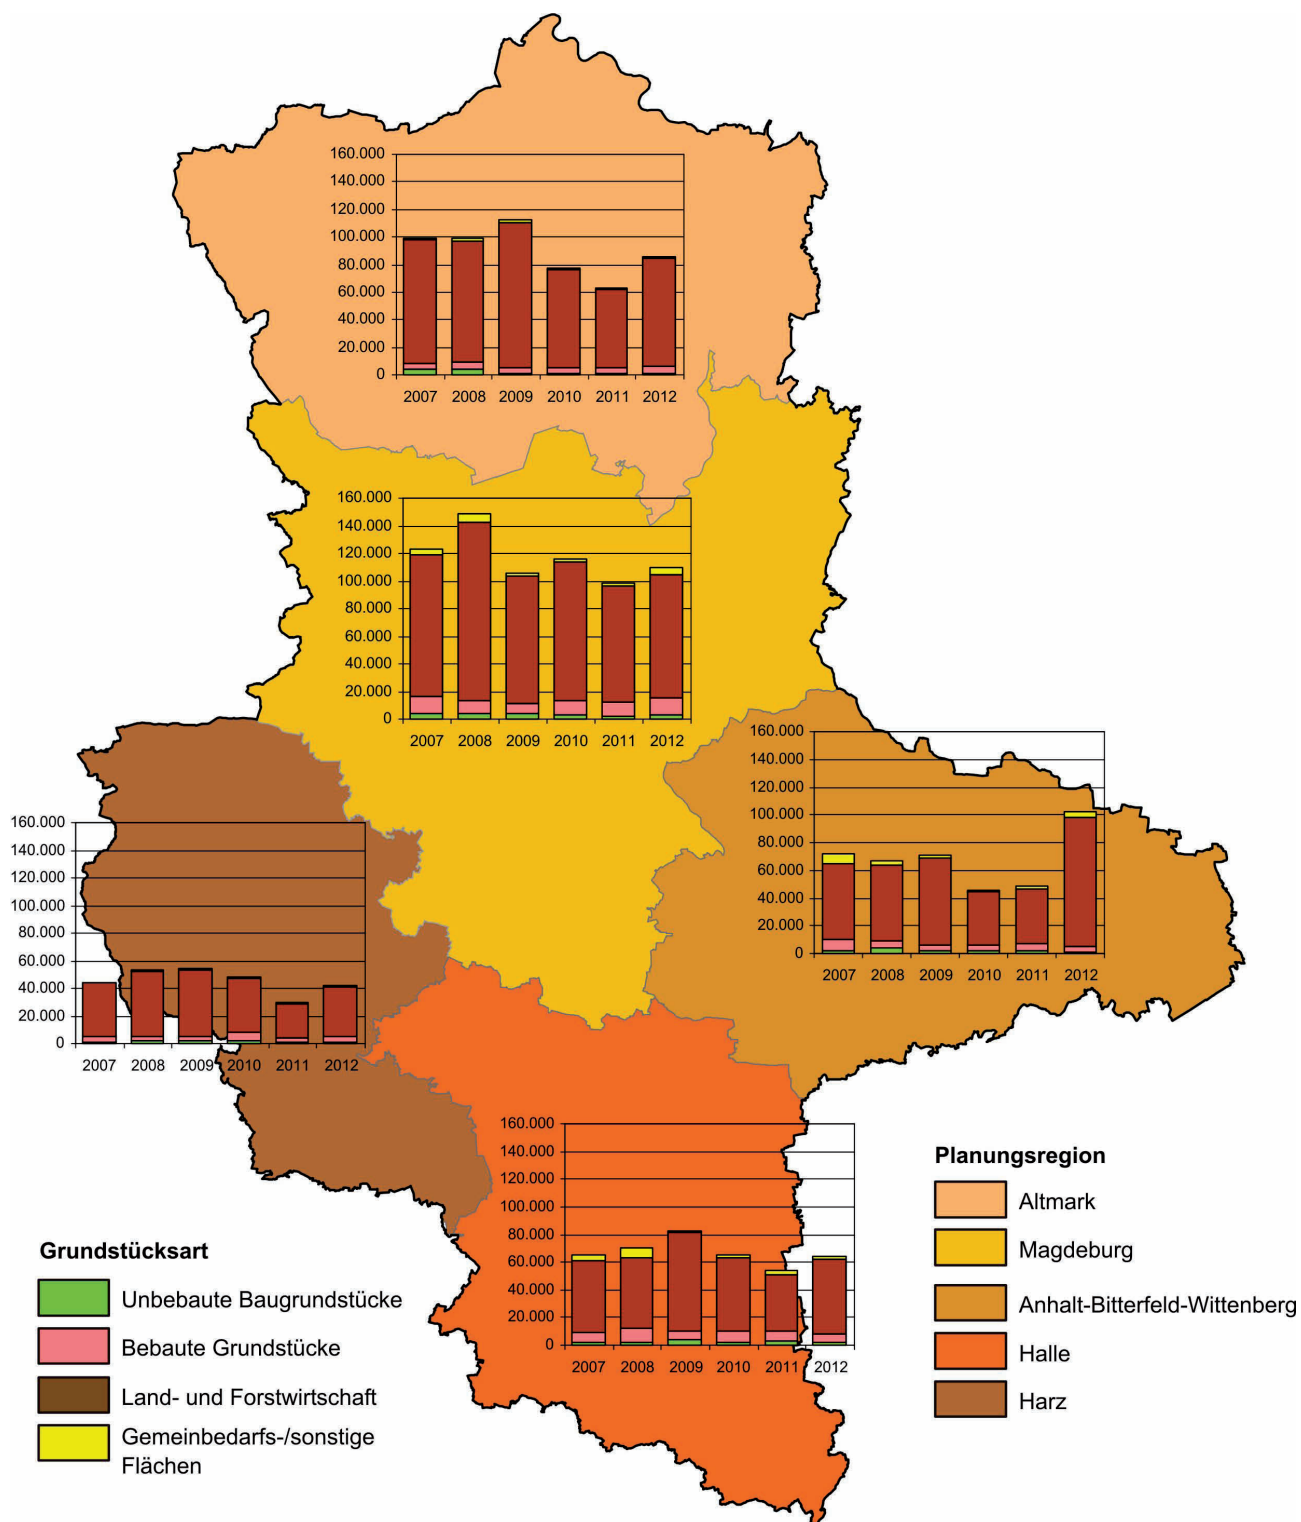 160.000
140.000
120.000
100.000
80.000
60.000
40.000
20.000
0
2007 2008 2009 2010 2011 2012
160.000
140.000
120.000
100.000
80.000
60.000
40.000
20.000
0
2007 2008 2009 2010 2011 2012
160.000
140.000
120.000
100.000
80.000
60.000
40.000
20.000
0
2007 2008 2009 2010 2011 2012
160.000
140.000
120.000
100.000
80.000
60.000
40.000
20.000
0
2007 2008 2009 2010 2011 2012
160.000
140.000
120.000
100.000
80.000
60.000
40.000
20.000
0
2007 2008 2009 2010 2011 2012
Grundstücksart
Unbebaute Baugrundstücke
Bebaute Grundstücke
Land- und Forstwirtschaft
Gemeinbedarfs-/sonstige
Flächen
Planungsregion
Altmark
Magdeburg
Anhalt-Bitterfeld-Wittenberg
Halle
Harz